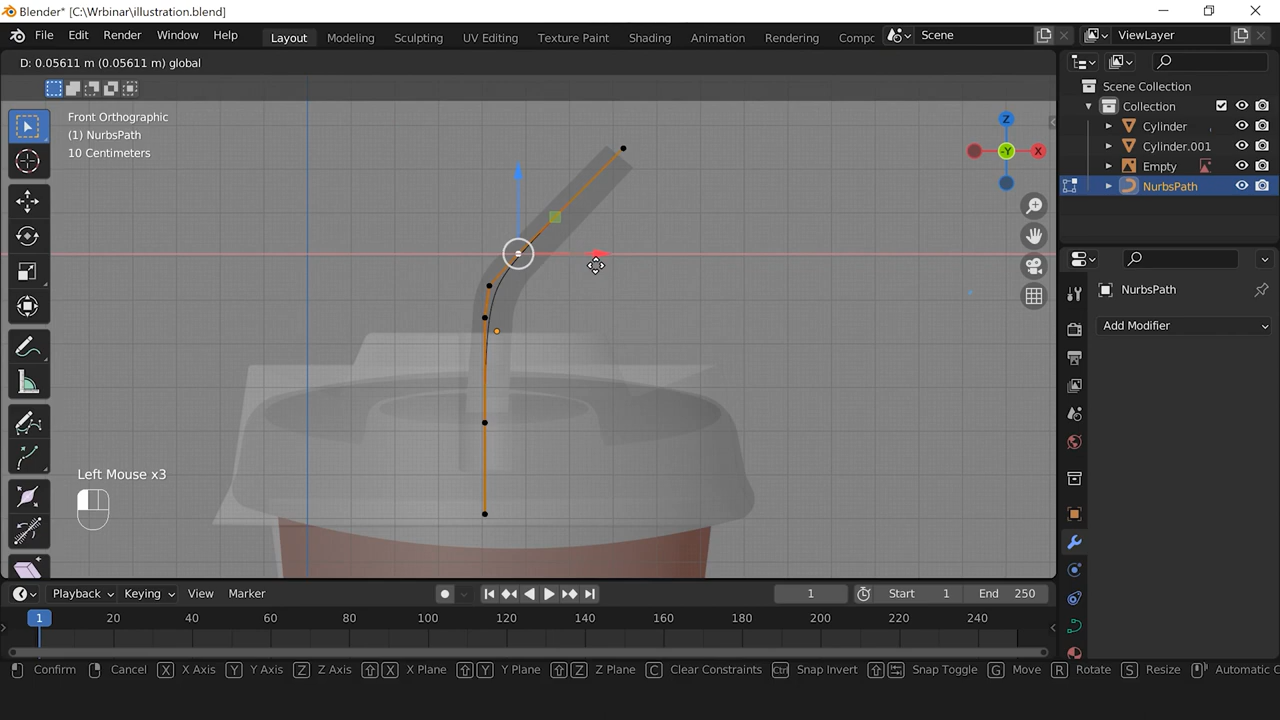 Blender* [C:\Wrbinar\illustration.blend]
File Edit Render Window Help Layout Modeling Sculpting UV Editing Texture Paint Shading Animation Rendering Compc Scene ViewLayer
D: 0.05611 m (0.05611 m) global
Scene Collection
Collection
Front Orthographic
(1) NurbsPath
10 Centimeters
Z
X
-Y
Cylinder
Cylinder.001
Empty
NurbsPath
NurbsPath
Add Modifier
Left Mouse x3
Playback Keying View Marker 1 Start 1 End 250
1 20 40 60 80 100 120 140 160 180 200 220 240
Confirm Cancel X X Axis Y Y Axis Z Z Axis X X Plane Y Y Plane Z Z Plane C Clear Constraints Ctrl Snap Invert Snap Toggle G Move R Rotate S Resize Automatic C